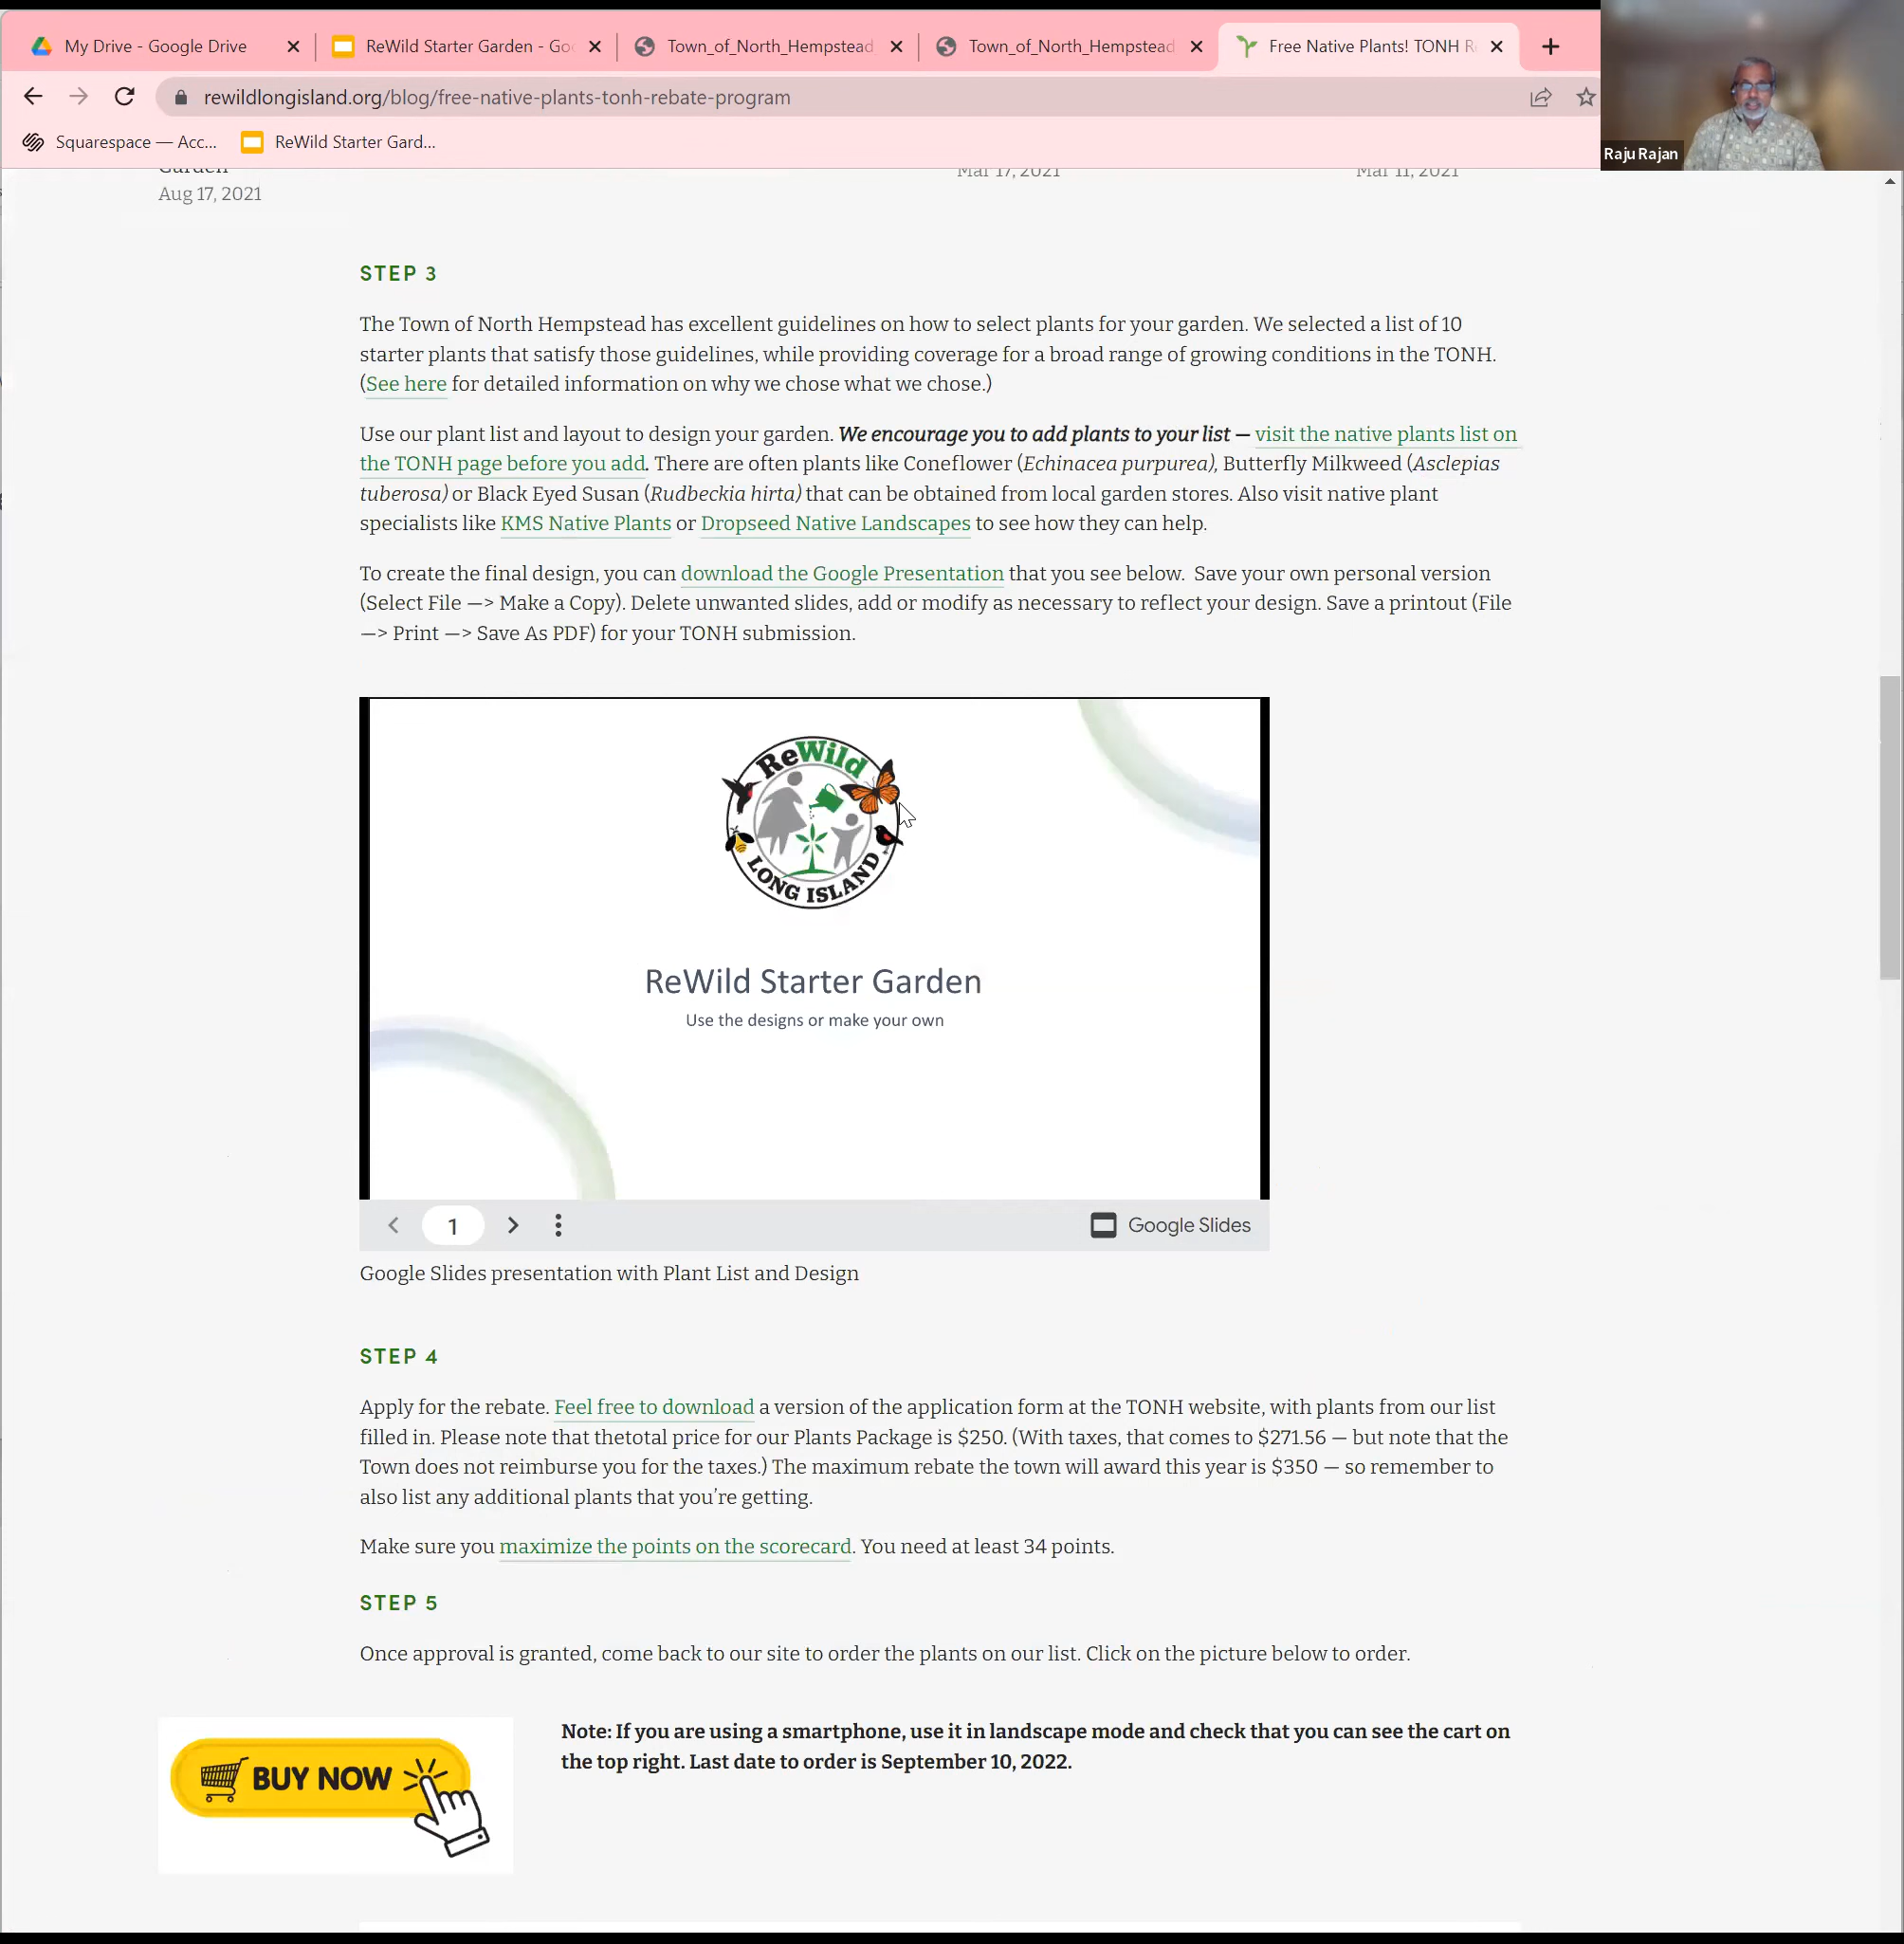 My Drive - Google Drive
ReWild Starter Garden - Go
Town_of_North_Hempstead
Town_of_North_Hempstead
Free Native Plants! TONH R
rewildlongisland.org/blog/free-native-plants-tonh-rebate-program
Squarespace — Acc...
ReWild Starter Gard...
Raju Rajan
Garden
Mar 17, 2021
Mar 11, 2021
Aug 17, 2021
STEP 3
The Town of North Hempstead has excellent guidelines on how to select plants for your garden. We selected a list of 10
starter plants that satisfy those guidelines, while providing coverage for a broad range of growing conditions in the TONH.
(See here for detailed information on why we chose what we chose.)
Use our plant list and layout to design your garden. We encourage you to add plants to your list — visit the native plants list on
the TONH page before you add. There are often plants like Coneflower (Echinacea purpurea), Butterfly Milkweed (Asclepias
tuberosa) or Black Eyed Susan (Rudbeckia hirta) that can be obtained from local garden stores. Also visit native plant
specialists like KMS Native Plants or Dropseed Native Landscapes to see how they can help.
To create the final design, you can download the Google Presentation that you see below. Save your own personal version
(Select File —> Make a Copy). Delete unwanted slides, add or modify as necessary to reflect your design. Save a printout (File
—> Print —> Save As PDF) for your TONH submission.
ReWild
LONG ISLAND
ReWild Starter Garden
Use the designs or make your own
1
Google Slides
Google Slides presentation with Plant List and Design
STEP 4
Apply for the rebate. Feel free to download a version of the application form at the TONH website, with plants from our list
filled in. Please note that thetotal price for our Plants Package is $250. (With taxes, that comes to $271.56 — but note that the
Town does not reimburse you for the taxes.) The maximum rebate the town will award this year is $350 — so remember to
also list any additional plants that you're getting.
Make sure you maximize the points on the scorecard. You need at least 34 points.
STEP 5
Once approval is granted, come back to our site to order the plants on our list. Click on the picture below to order.
BUY NOW
Note: If you are using a smartphone, use it in landscape mode and check that you can see the cart on
the top right. Last date to order is September 10, 2022.